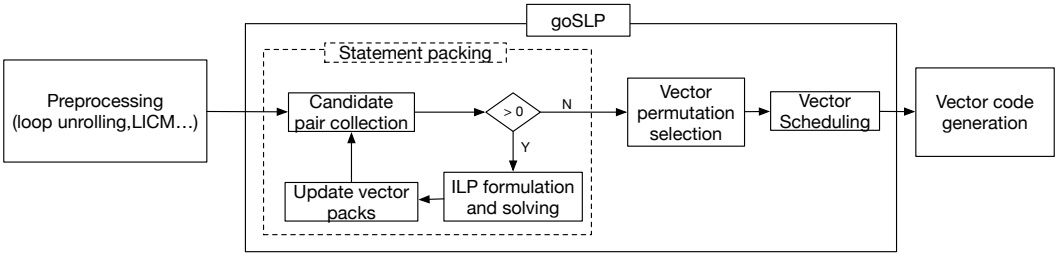 goSLP
Statement packing
Preprocessing
(loop unrolling,LICM...)
Candidate
pair collection
> 0
N
Y
ILP formulation
and solving
Update vector
packs
Vector
permutation
selection
Vector
Scheduling
Vector code
generation